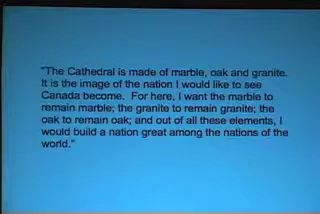 "The Cathedral is made of marble, oak and granite.
It is the image of the nation I would like to see
Canada become.  For here, I want the marble to
remain marble; the granite to remain granite; the
oak to remain oak; and out of all these elements, I
would build a nation great among the nations of the
world."